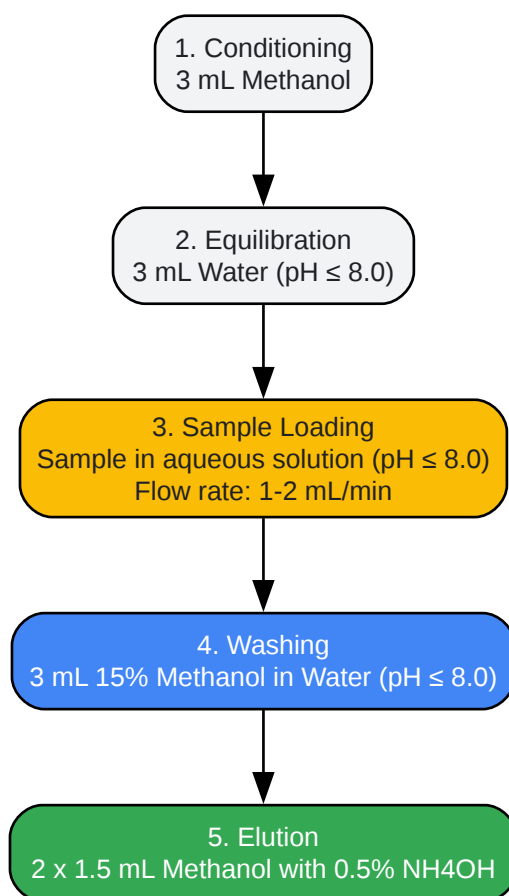 1. Conditioning
3 mL Methanol
2. Equilibration
3 mL Water (pH ≤ 8.0)
3. Sample Loading
Sample in aqueous solution (pH ≤ 8.0)
Flow rate: 1-2 mL/min
4. Washing
3 mL 15% Methanol in Water (pH ≤ 8.0)
5. Elution
2 x 1.5 mL Methanol with 0.5% NH4OH